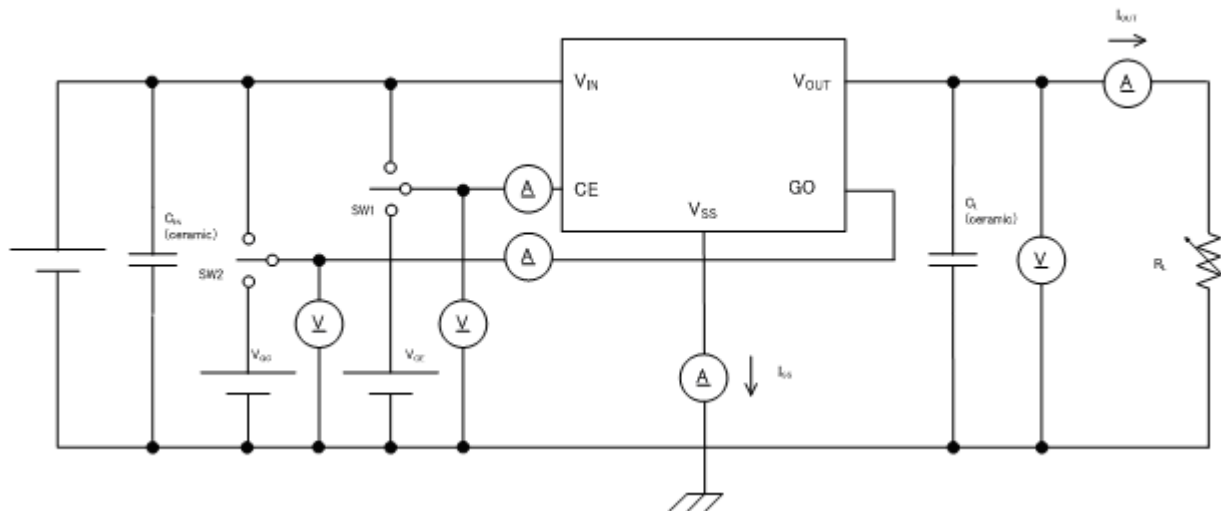 IOUT
A
VIN
VOUT
CE
GO
VSS
A
SW1
CIN
(ceramic)
CL
(ceramic)
SW2
A
V
RL
V
V
VGO
VCE
A
ISS